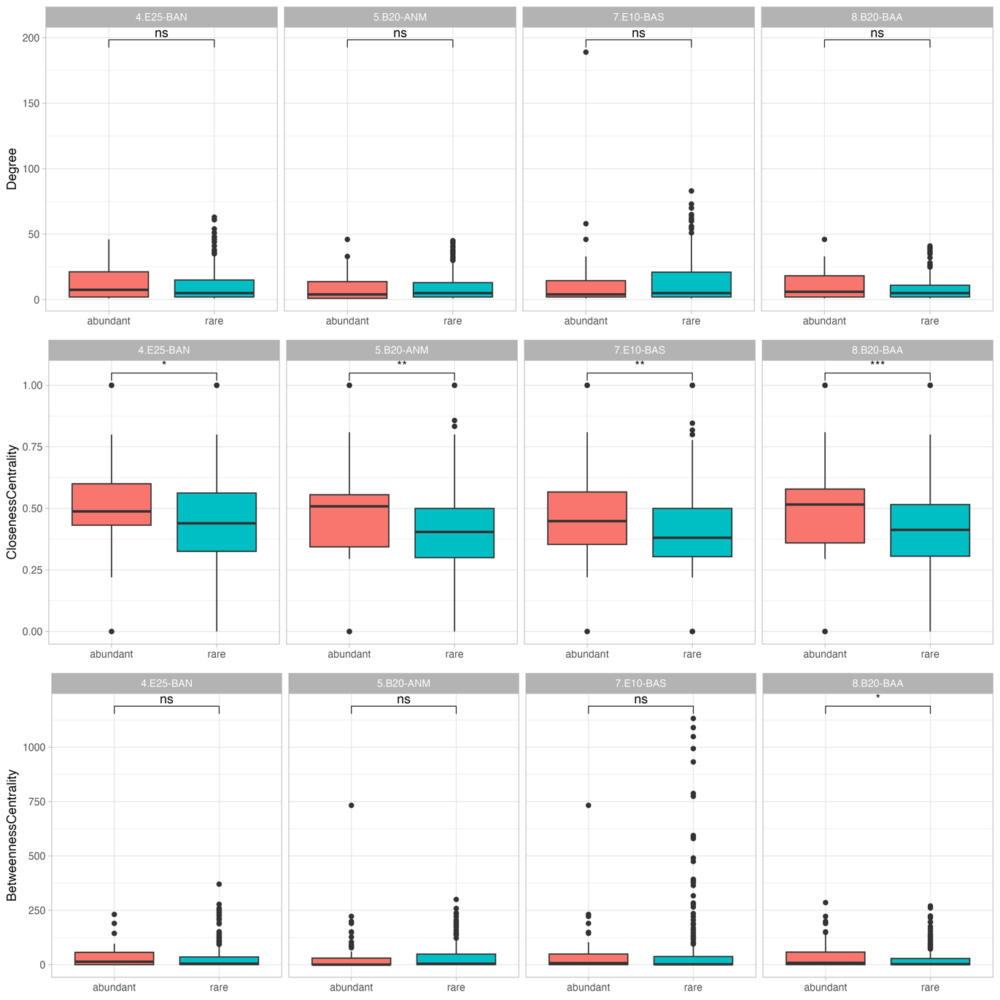 4.E25-BAN 5.B20-ANM 7.E10-BAS 8.B20-BAA
ns ns ns ns
200
150
100
50
0
Degree
abundant rare abundant rare abundant rare abundant rare
4.E25-BAN 5.B20-ANM 7.E10-BAS 8.B20-BAA
* ** ** ***
1.00
0.75
0.50
0.25
0.00
ClosenessCentrality
abundant rare abundant rare abundant rare abundant rare
4.E25-BAN 5.B20-ANM 7.E10-BAS 8.B20-BAA
ns ns ns *
1000
750
500
250
0
BetweennessCentrality
abundant rare abundant rare abundant rare abundant rare